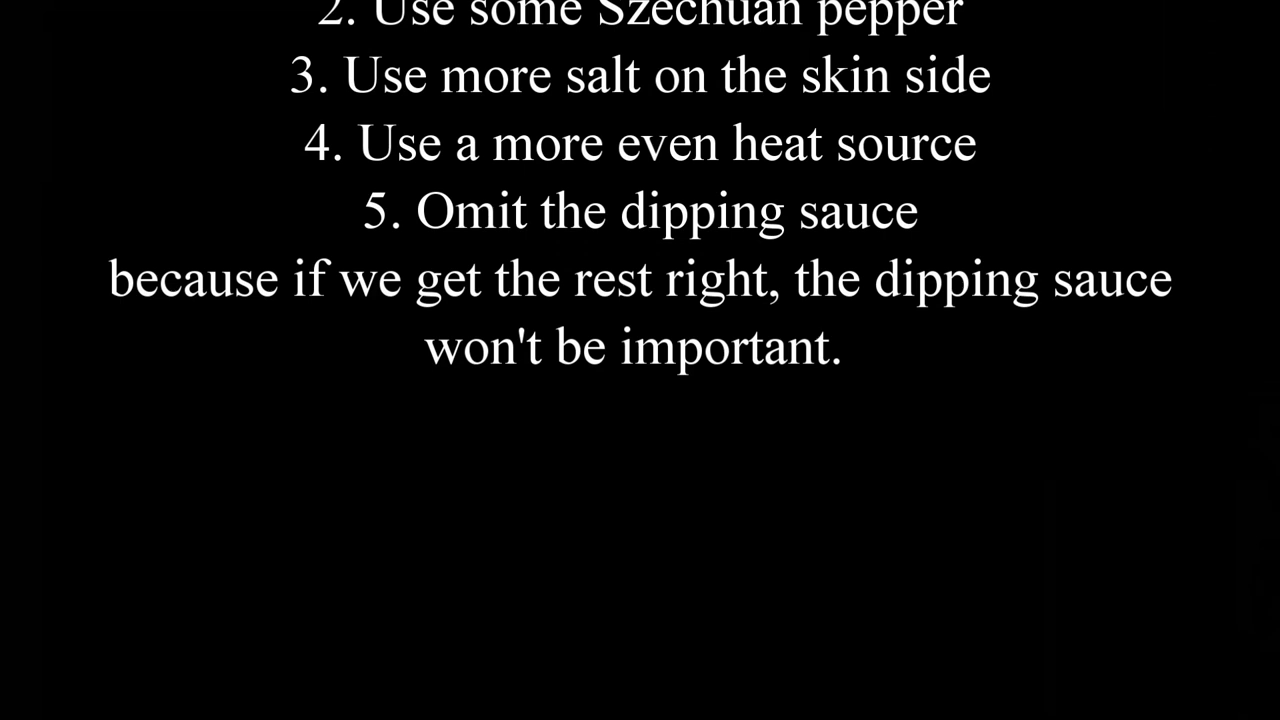 2. Use some Szechuan pepper
3. Use more salt on the skin side
4. Use a more even heat source
5. Omit the dipping sauce
because if we get the rest right, the dipping sauce
won't be important.